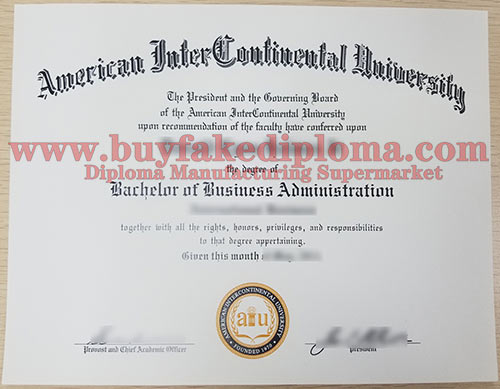 American InterContinental University
The President and the Governing Board
of the American InterContinental University
upon recommendation of the faculty have conferred upon
www.buyfakediploma.com
the degree of
Diploma Manufacturing Supermarket
Bachelor of Business Administration
together with all the rights, honors, privileges, and responsibilities
to that degree appertaining.
Given this month
AMERICAN INTERCONTINENTAL UNIVERSITY
aiu
FOUNDED 1970
Provost and Chief Academic Officer
President